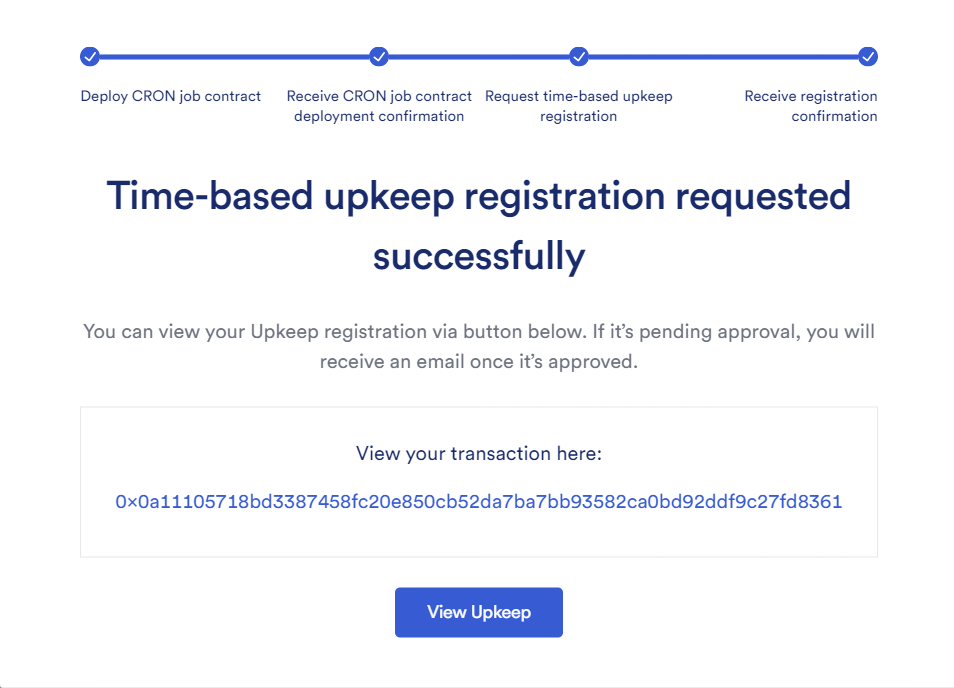 Deploy CRON job contract
Receive CRON job contract
deployment confirmation
Request time-based upkeep
registration
Receive registration
confirmation
Time-based upkeep registration requested
successfully
You can view your Upkeep registration via button below. If it’s pending approval, you will
receive an email once it’s approved.
View your transaction here:
0x0a11105718bd3387458fc20e850cb52da7ba7bb93582ca0bd92ddf9c27fd8361
View Upkeep